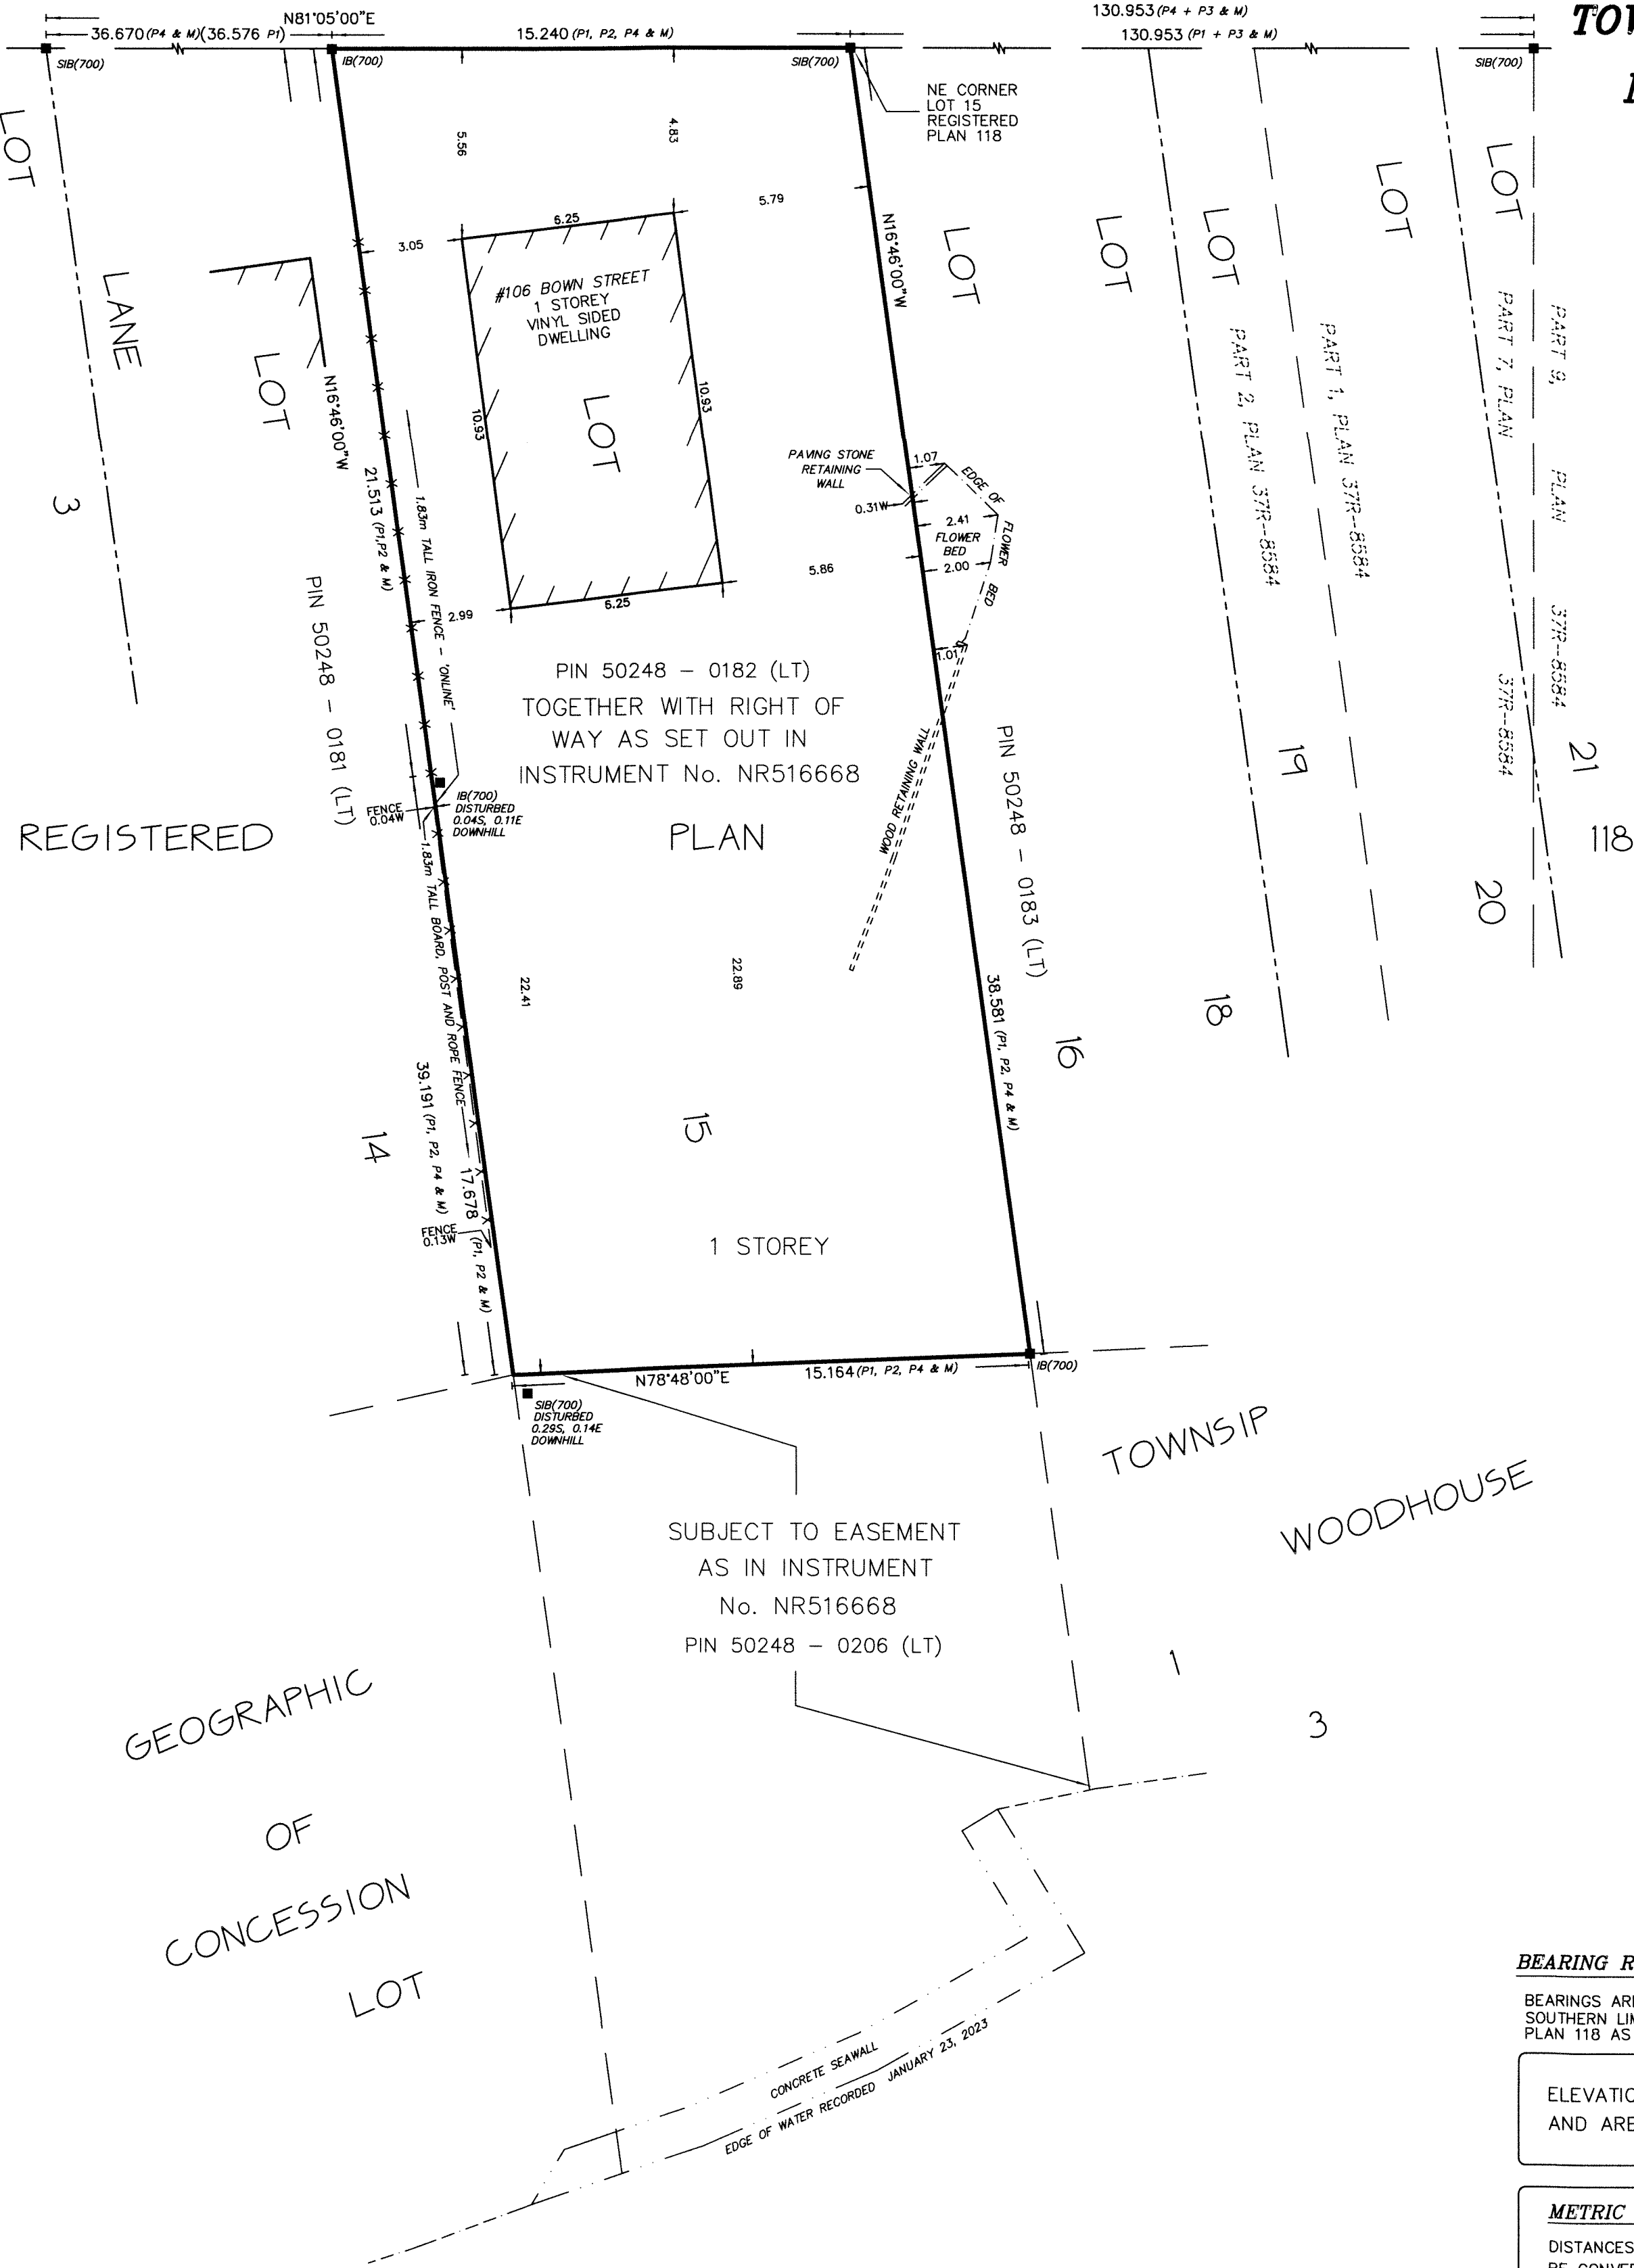 N81°05'00"E
36.670 (P4 & M)(36.576 P1)
15.240 (P1, P2, P4 & M)
130.953 (P4 + P3 & M)
130.953 (P1 + P3 & M)
SIB(700)
IB(700)
SIB(700)
SIB(700)
NE CORNER
LOT 15
REGISTERED
PLAN 118
LOT
LANE
3
LOT
5.56
4.83
5.79
6.25
3.05
#106 BOWN STREET
1 STOREY
VINYL SIDED
DWELLING
LOT
10.93
10.93
6.25
2.99
5.86
N16°46'00"W
N16°46'00"W
21.513 (P1,P2 & M)
1.83m TALL IRON FENCE - 'ONLINE'
PIN 50248 - 0181 (LT)
LOT
LOT
LOT
LOT
LOT
PART 2, PLAN 37R-8584
PART 1, PLAN 37R-8584
PART 7, PLAN 37R-8584
PART 9, PLAN 37R-8584
PAVING STONE
RETAINING
WALL
1.07
0.31W
EDGE OF FLOWER BED
2.41
FLOWER
BED
2.00
1.01
WOOD RETAINING WALL
PIN 50248 - 0182 (LT)
TOGETHER WITH RIGHT OF
WAY AS SET OUT IN
INSTRUMENT No. NR516668
PIN 50248 - 0183 (LT)
19
21
20
18
16
FENCE
0.04W
IB(700)
DISTURBED
0.04S, 0.11E
DOWNHILL
REGISTERED
PLAN
118
1.83m TALL BOARD, POST AND ROPE FENCE
22.41
22.89
38.581 (P1, P2, P4 & M)
39.191 (P1, P2, P4 & M)
14
15
17.678 (P1, P2 & M)
FENCE
0.13W
1 STOREY
N78°48'00"E
15.164 (P1, P2, P4 & M)
IB(700)
SIB(700)
DISTURBED
0.29S, 0.14E
DOWNHILL
TOWNSIP
WOODHOUSE
SUBJECT TO EASEMENT
AS IN INSTRUMENT
No. NR516668
PIN 50248 - 0206 (LT)
1
3
GEOGRAPHIC
OF
CONCESSION
LOT
CONCRETE SEAWALL
EDGE OF WATER RECORDED JANUARY 23, 2023
BEARING R
BEARINGS AR
SOUTHERN LI
PLAN 118 AS
ELEVATIO
AND ARE
METRIC
DISTANCES